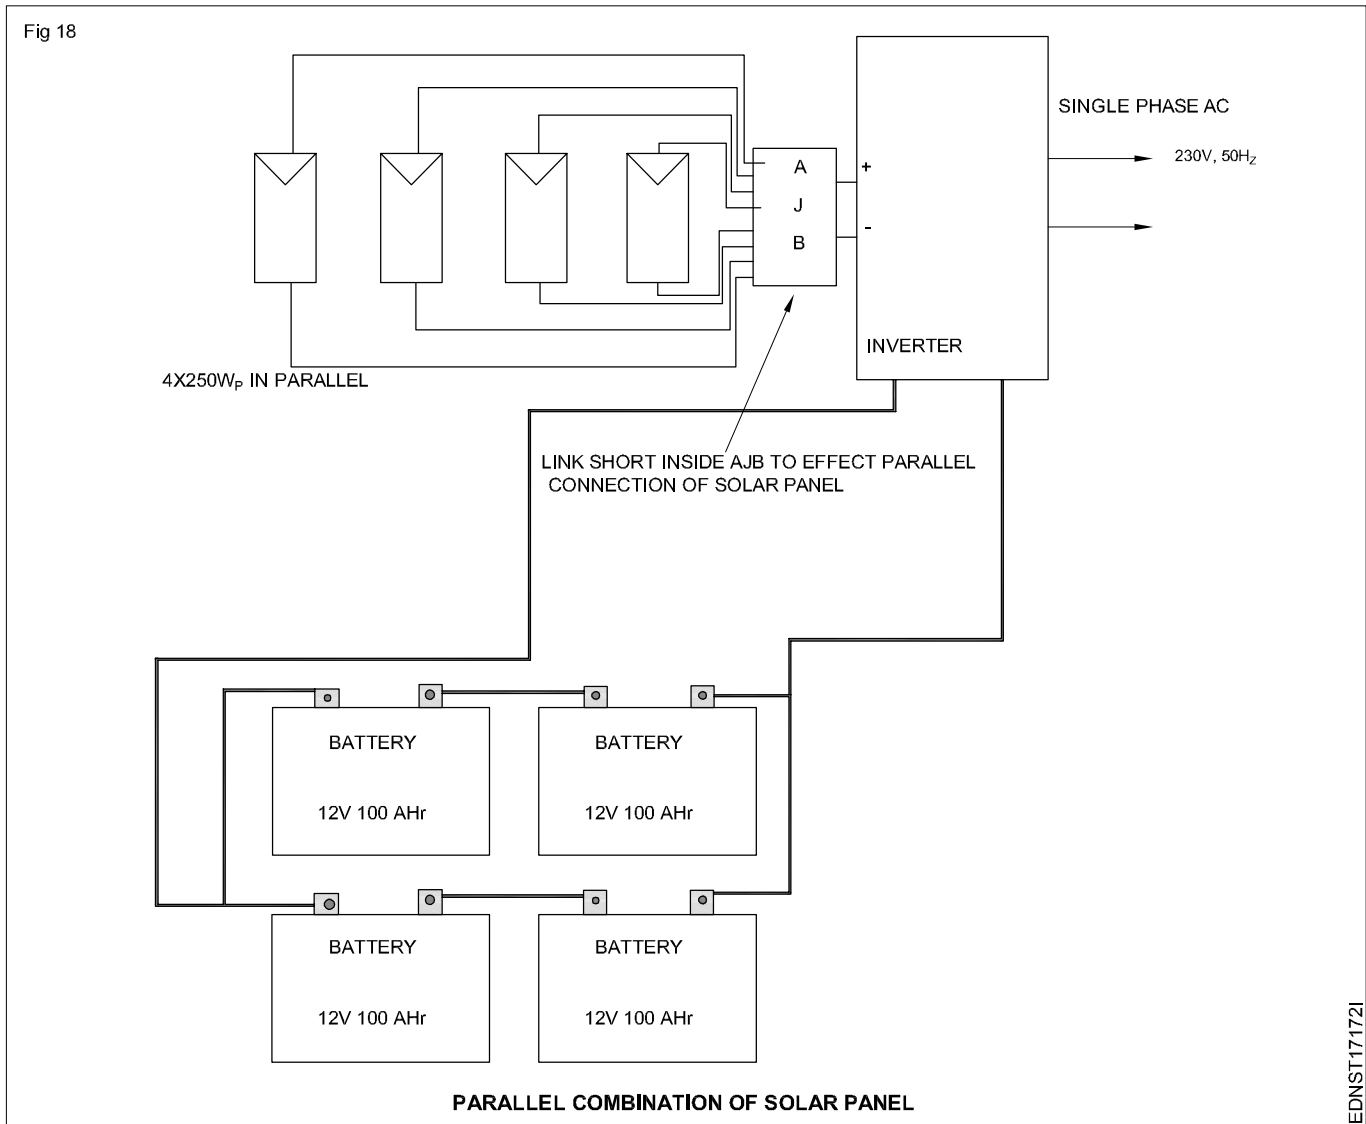 Fig 18
SINGLE PHASE AC
230V, 50HZ
A
J
B
+
-
INVERTER
4X250WP IN PARALLEL
LINK SHORT INSIDE AJB TO EFFECT PARALLEL
CONNECTION OF SOLAR PANEL
BATTERY
12V 100 AHr
BATTERY
12V 100 AHr
BATTERY
12V 100 AHr
BATTERY
12V 100 AHr
PARALLEL COMBINATION OF SOLAR PANEL
EDNST17172I